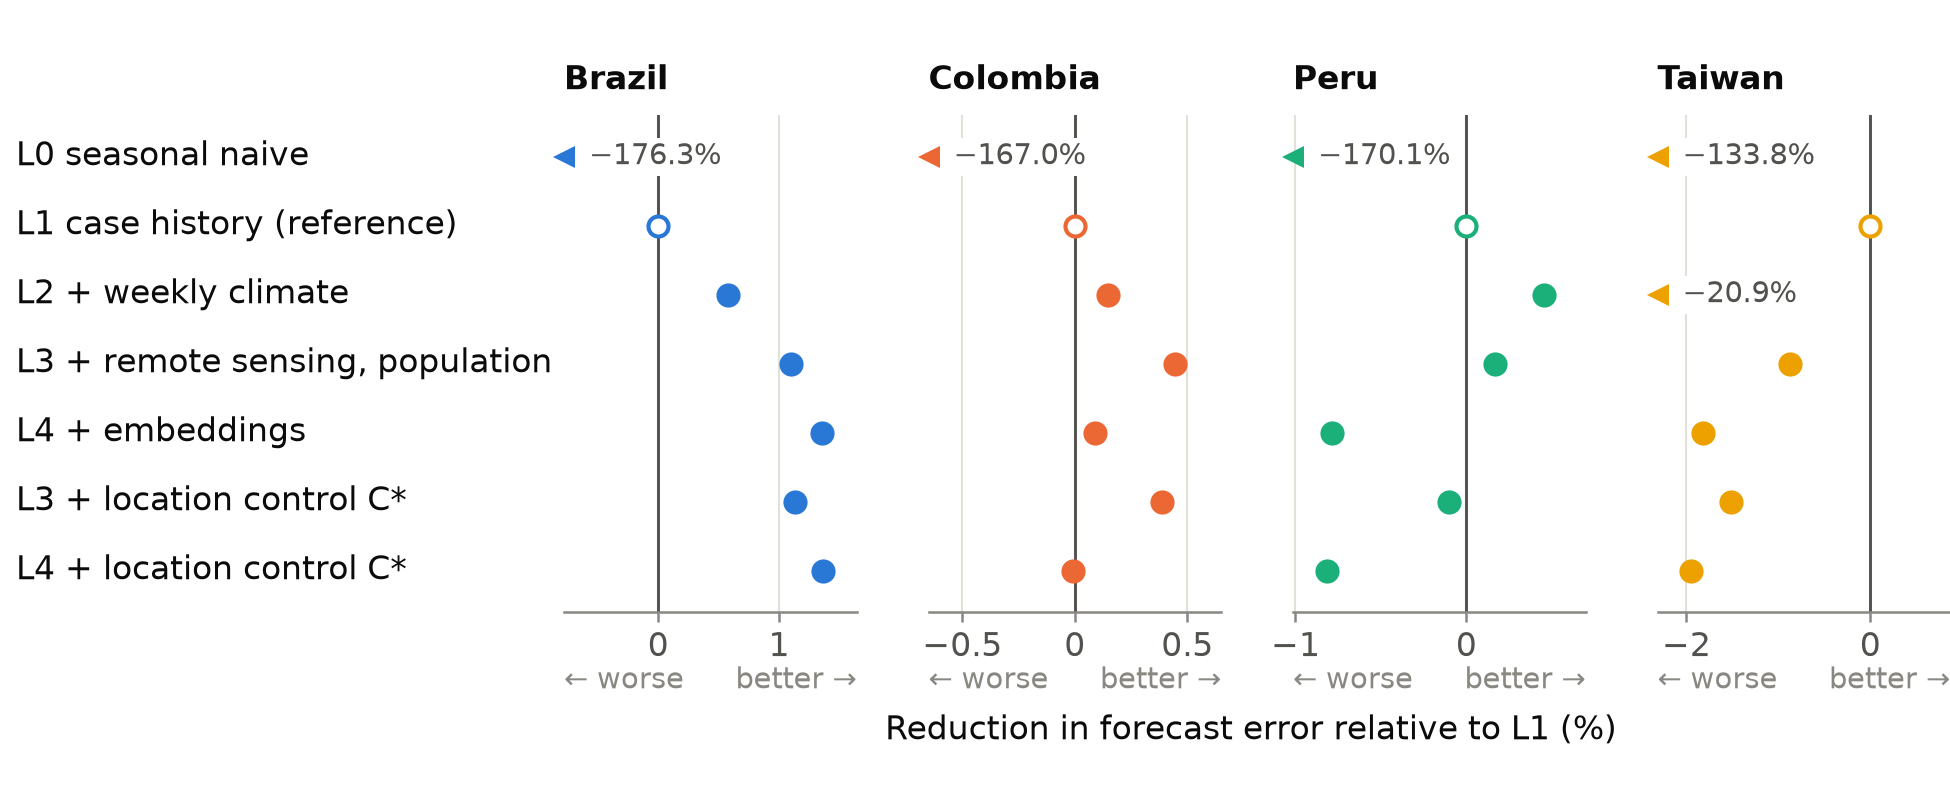 Brazil Colombia Peru Taiwan
L0 seasonal naive −176.3% −167.0% −170.1% −133.8%
L1 case history (reference)
L2 + weekly climate −20.9%
L3 + remote sensing, population
L4 + embeddings
L3 + location control C*
L4 + location control C*
0 1 −0.5 0 0.5 −1 0 −2 0
← worse better → ← worse better → ← worse better → ← worse better →
Reduction in forecast error relative to L1 (%)